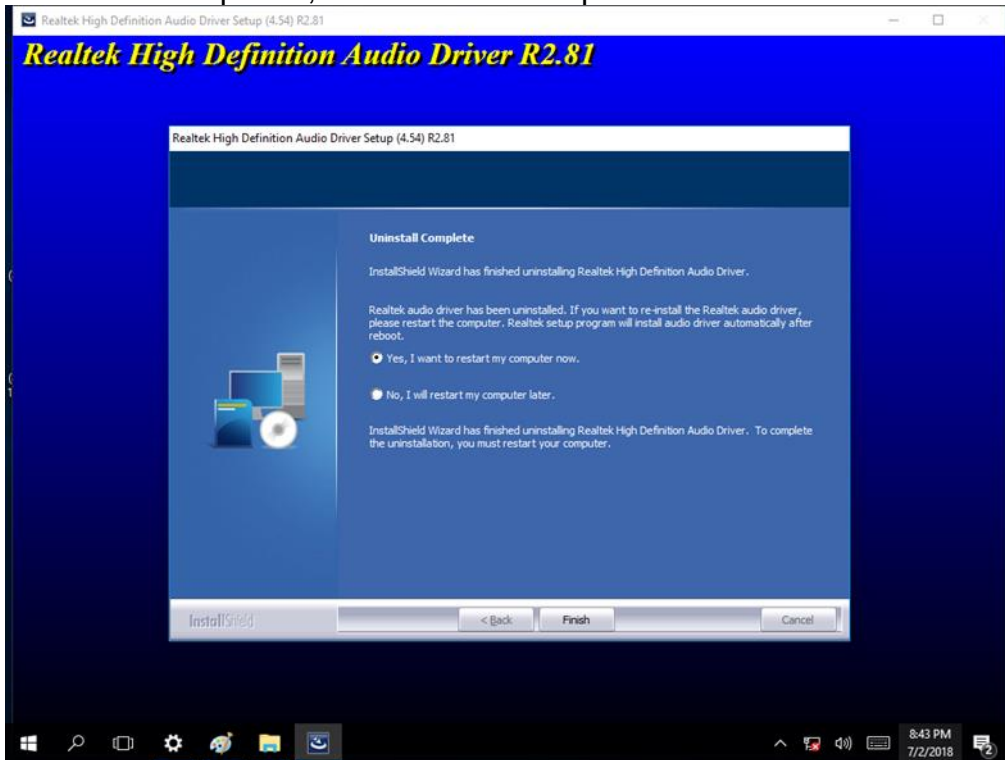 Realtek High Definition Audio Driver Setup (4.54) R2.81
Realtek High Definition Audio Driver R2.81
Realtek High Definition Audio Driver Setup (4.54) R2.81
Uninstall Complete
InstallShield Wizard has finished uninstalling Realtek High Definition Audio Driver.
Realtek audio driver has been uninstalled. If you want to re-install the Realtek audio driver,
please restart the computer. Realtek setup program will install audio driver automatically after
reboot.
Yes, I want to restart my computer now.
No, I will restart my computer later.
InstallShield Wizard has finished uninstalling Realtek High Definition Audio Driver. To complete
the uninstallation, you must restart your computer.
InstallShield
< Back Finish Cancel
8:43 PM
7/2/2018
2